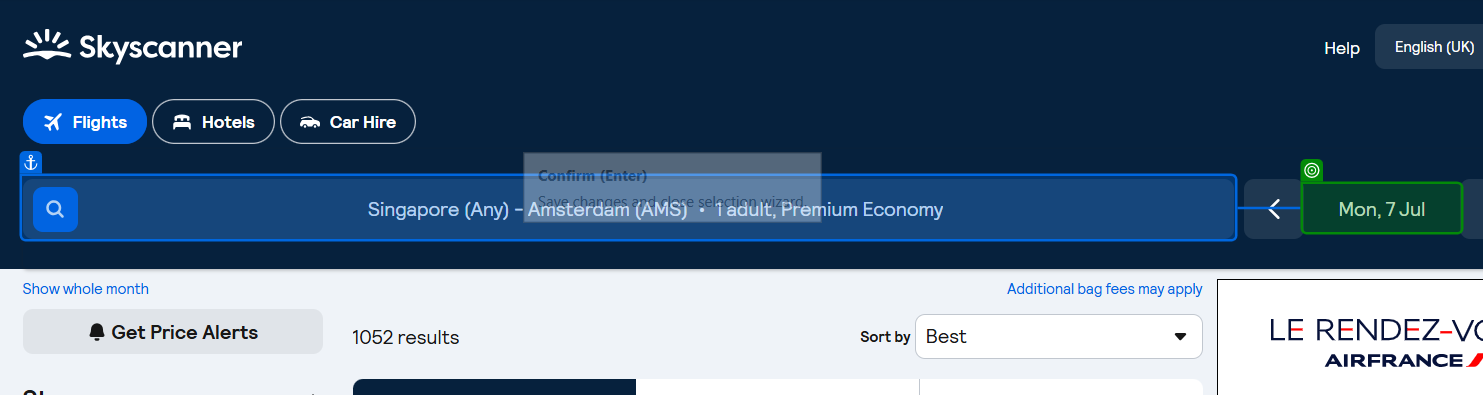 Skyscanner
Help
English (UK)
Flights
Hotels
Car Hire
Confirm (Enter)
Save changes and close selection wizard
Singapore (Any) - Amsterdam (AMS) • 1 adult, Premium Economy
Mon, 7 Jul
Show whole month
Additional bag fees may apply
Get Price Alerts
1052 results
Sort by
Best
LE RENDEZ-VO
AIRFRANCE